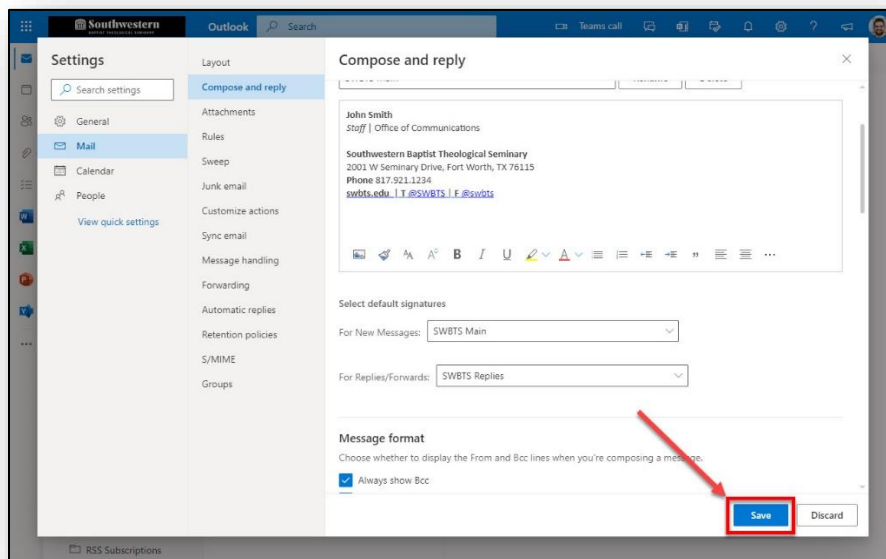 Southwestern
BAPTIST THEOLOGICAL SEMINARY
Outlook
Search
Teams call
Settings
Search settings
General
Mail
Calendar
People
View quick settings
Layout
Compose and reply
Attachments
Rules
Sweep
Junk email
Customize actions
Sync email
Message handling
Forwarding
Automatic replies
Retention policies
S/MIME
Groups
Compose and reply
John Smith
Staff | Office of Communications
Southwestern Baptist Theological Seminary
2001 W Seminary Drive, Fort Worth, TX 76115
Phone 817.921.1234
swbts.edu | T @SWBTS | F @swbts
Select default signatures
For New Messages: SWBTS Main
For Replies/Forwards: SWBTS Replies
Message format
Choose whether to display the From and Bcc lines when you're composing a message.
Always show Bcc
Save Discard
RSS Subscriptions